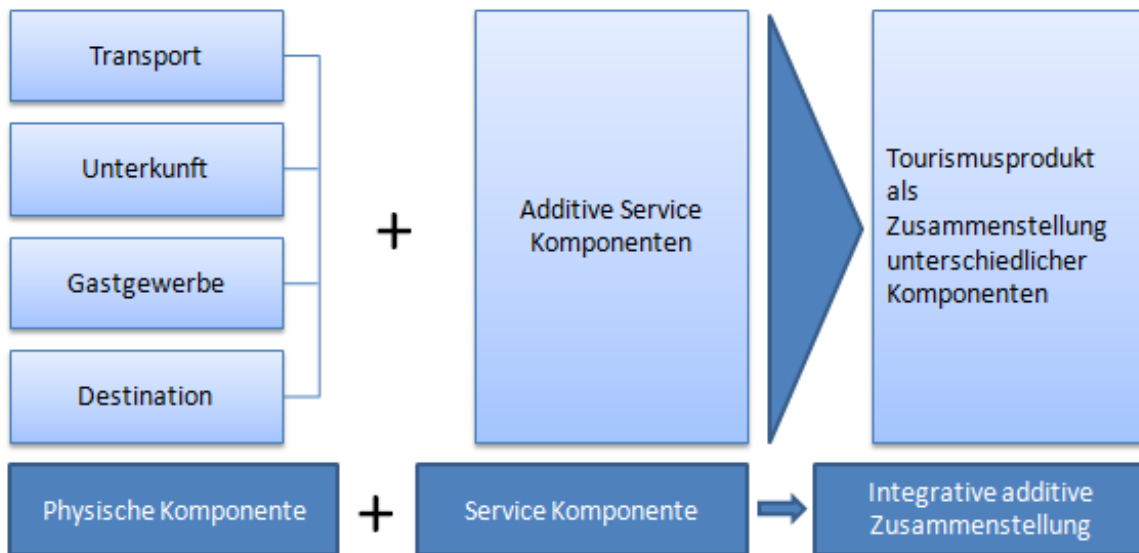 Transport
Unterkunft
Gastgewerbe
Destination
+
Additive Service
Komponenten
Tourismusprodukt
als
Zusammenstellung
unterschiedlicher
Komponenten
Physische Komponente
+
Service Komponente
Integrative additive
Zusammenstellung